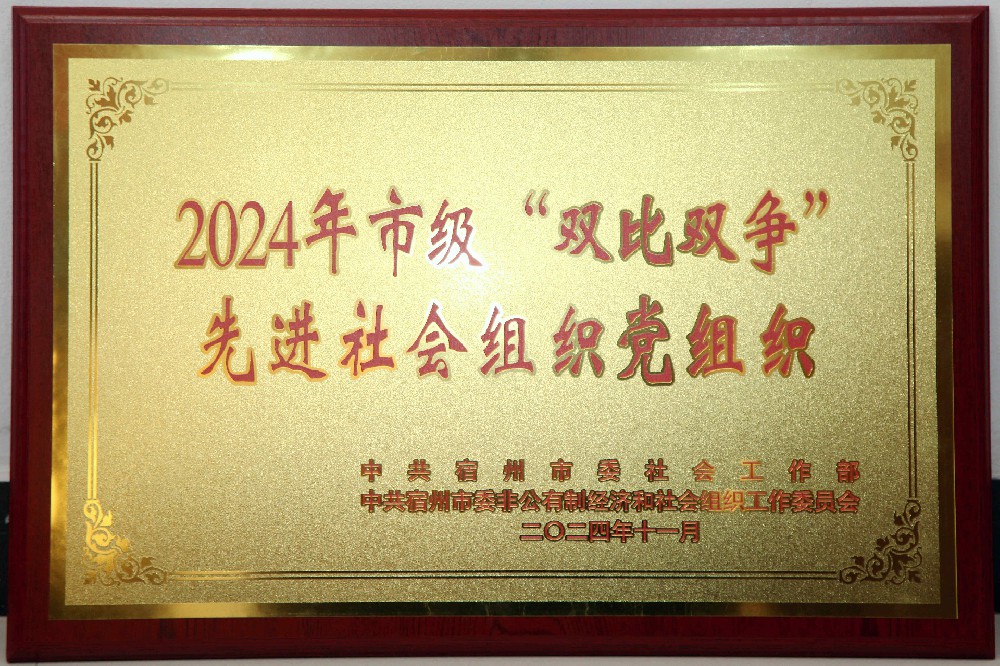 2024年市级“双比双争”
先进社会组织党组织
中共宿州市委社会工作部
中共宿州市委非公有制经济和社会组织工作委员会
二〇二四年十一月